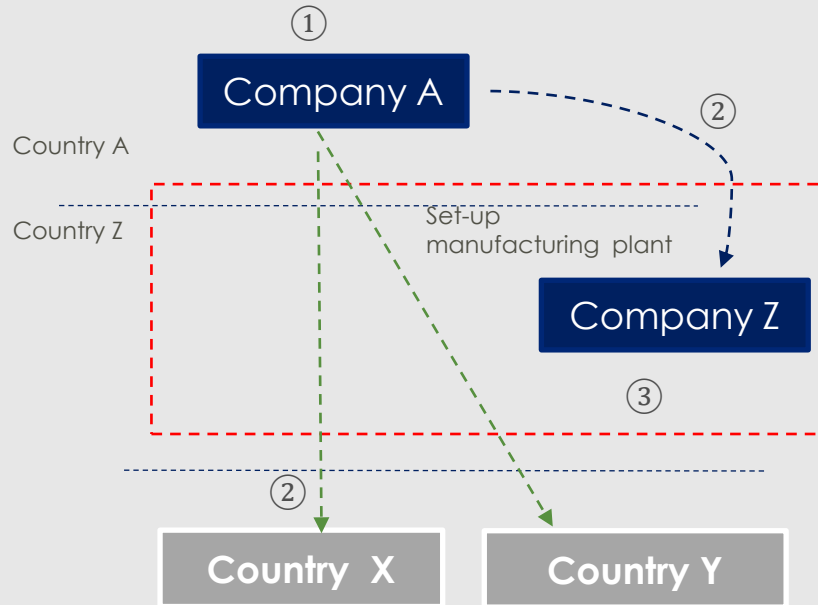 ①
Company A
②
Country A
Country Z
Set-up
manufacturing plant
Company Z
③
②
Country X
Country Y